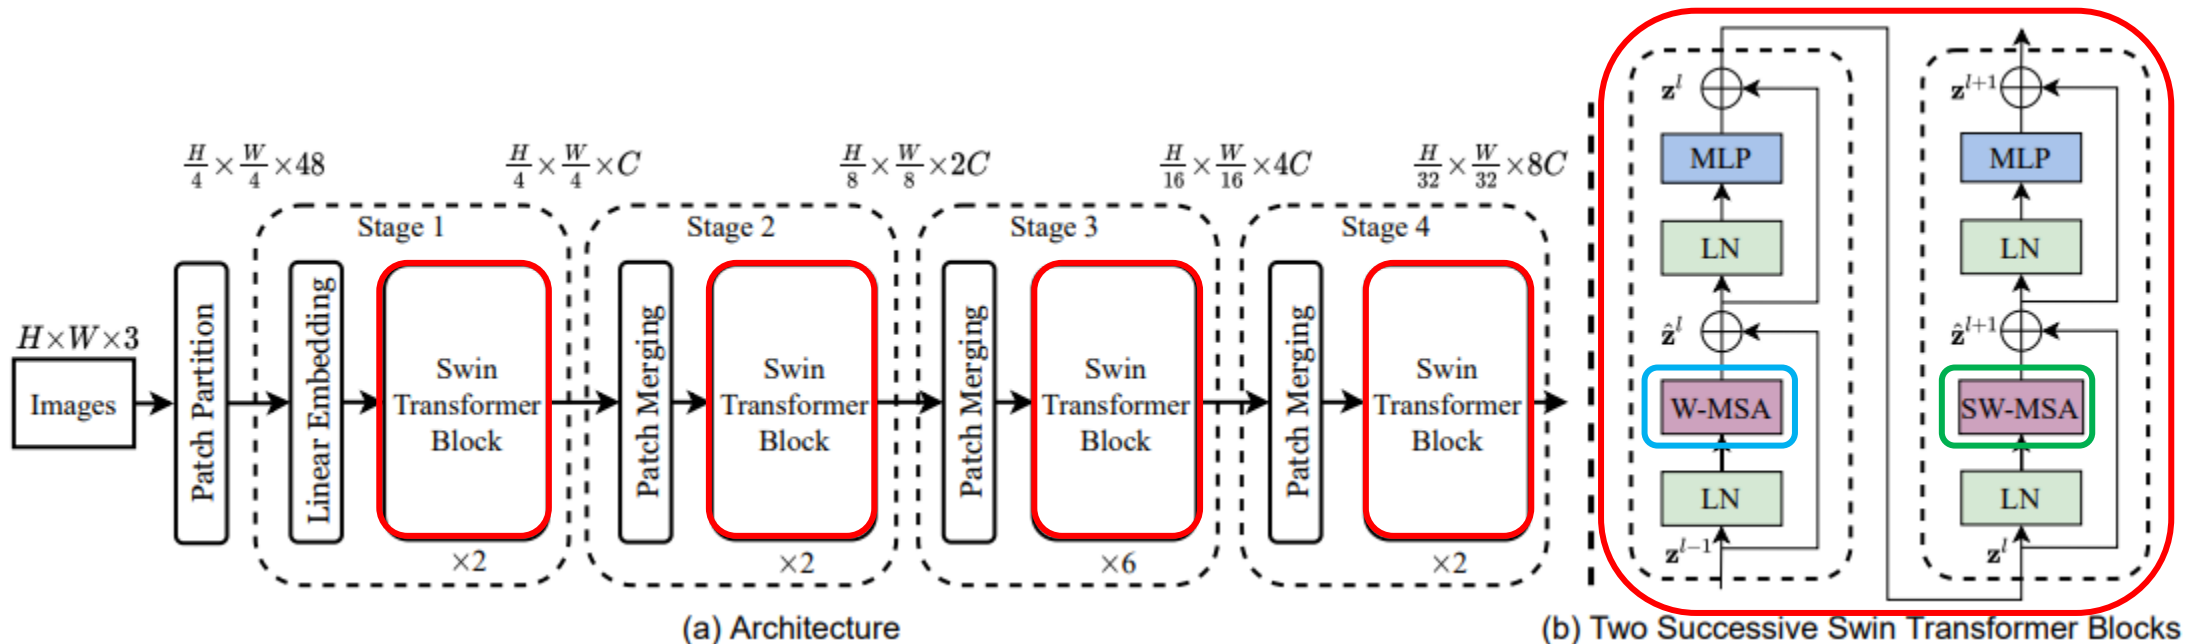 H×W×3
Images
Patch Partition
H/4 × W/4 ×48
Stage 1
Linear Embedding
Swin
Transformer
Block
×2
H/4 × W/4 ×C
Stage 2
Patch Merging
Swin
Transformer
Block
×2
H/8 × W/8 ×2C
Stage 3
Patch Merging
Swin
Transformer
Block
×6
H/16 × W/16 ×4C
Stage 4
Patch Merging
Swin
Transformer
Block
×2
H/32 × W/32 ×8C
(a) Architecture
z^l
MLP
LN
ẑ^l
W-MSA
LN
z^{l−1}
z^{l+1}
MLP
LN
ẑ^{l+1}
SW-MSA
LN
z^l
(b) Two Successive Swin Transformer Blocks